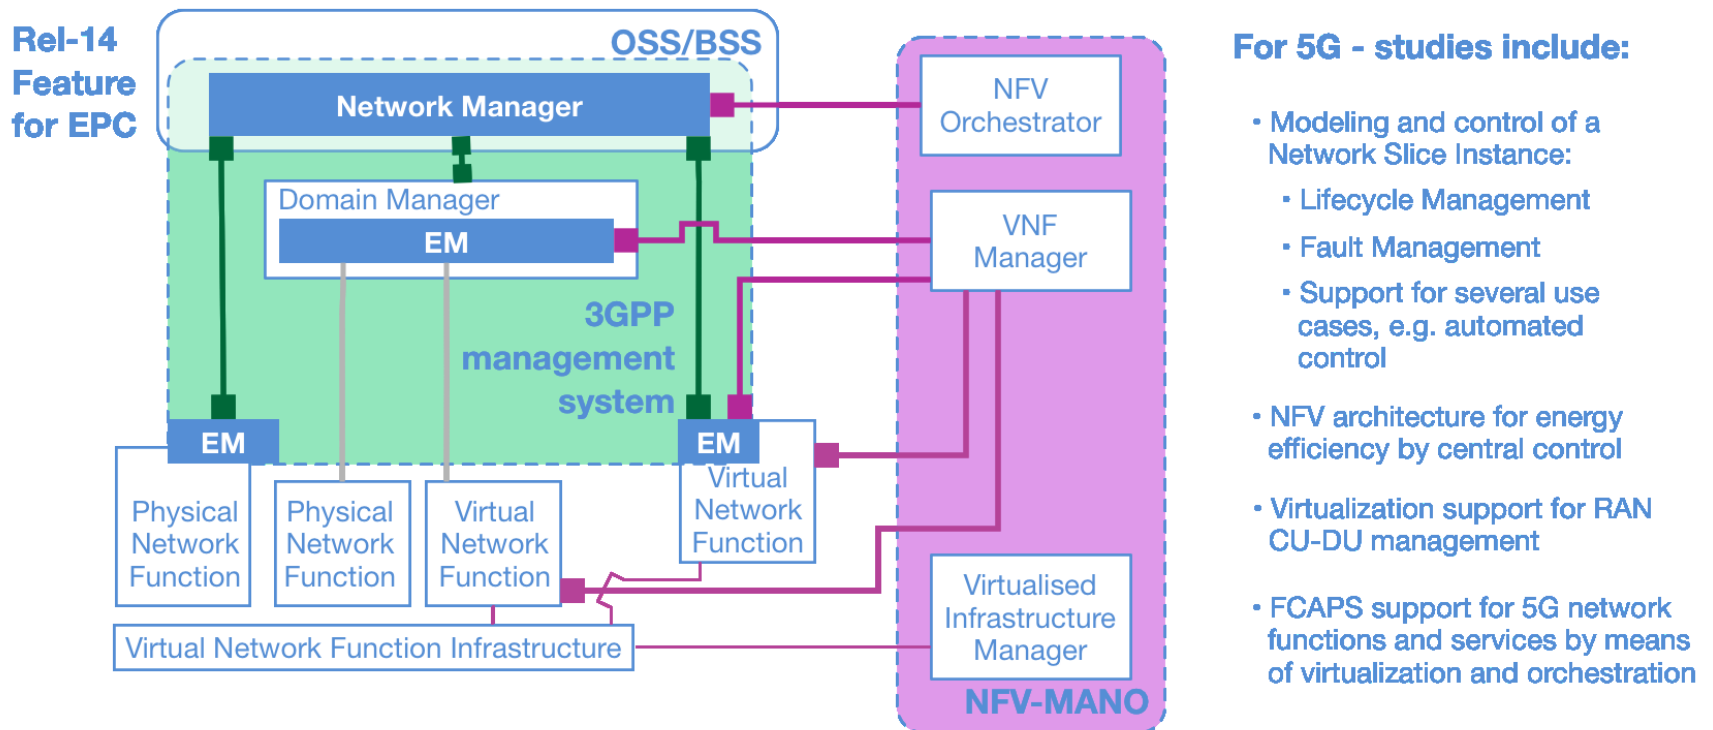 Rel-14
Feature
for EPC
OSS/BSS
Network Manager
Domain Manager
EM
3GPP
management
system
EM
EM
Physical
Network
Function
Physical
Network
Function
Virtual
Network
Function
Virtual
Network
Function
Virtual Network Function Infrastructure
NFV
Orchestrator
VNF
Manager
Virtualised
Infrastructure
Manager
NFV-MANO
For 5G - studies include:
• Modeling and control of a
Network Slice Instance:
• Lifecycle Management
• Fault Management
• Support for several use
cases, e.g. automated
control
• NFV architecture for energy
efficiency by central control
• Virtualization support for RAN
CU-DU management
• FCAPS support for 5G network
functions and services by means
of virtualization and orchestration